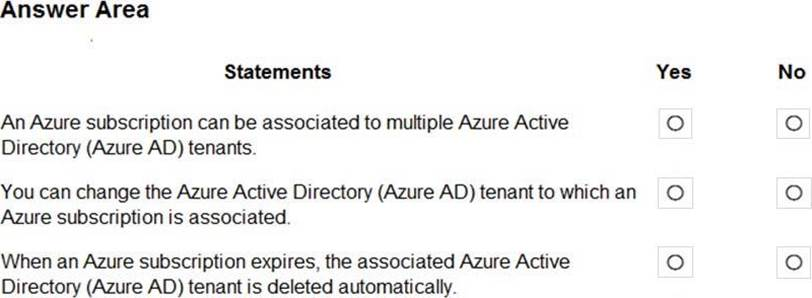 Answer Area
Statements Yes No
An Azure subscription can be associated to multiple Azure Active
Directory (Azure AD) tenants.
You can change the Azure Active Directory (Azure AD) tenant to which an
Azure subscription is associated.
When an Azure subscription expires, the associated Azure Active
Directory (Azure AD) tenant is deleted automatically.